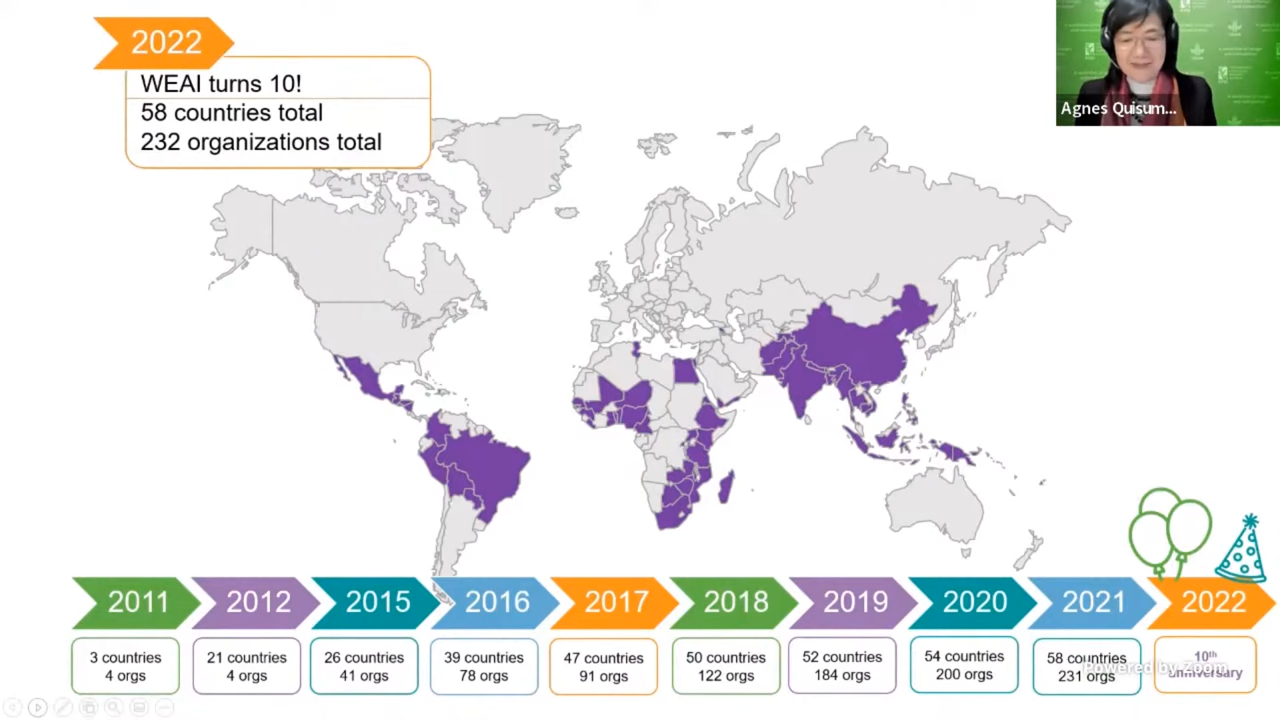 2022
WEAI turns 10!
58 countries total
232 organizations total
Agnes Quisum...
2011
2012
2015
2016
2017
2018
2019
2020
2021
2022
3 countries
4 orgs
21 countries
4 orgs
26 countries
41 orgs
39 countries
78 orgs
47 countries
91 orgs
50 countries
122 orgs
52 countries
184 orgs
54 countries
200 orgs
58 countries
231 orgs
10th
anniversary
Powered by Zoom